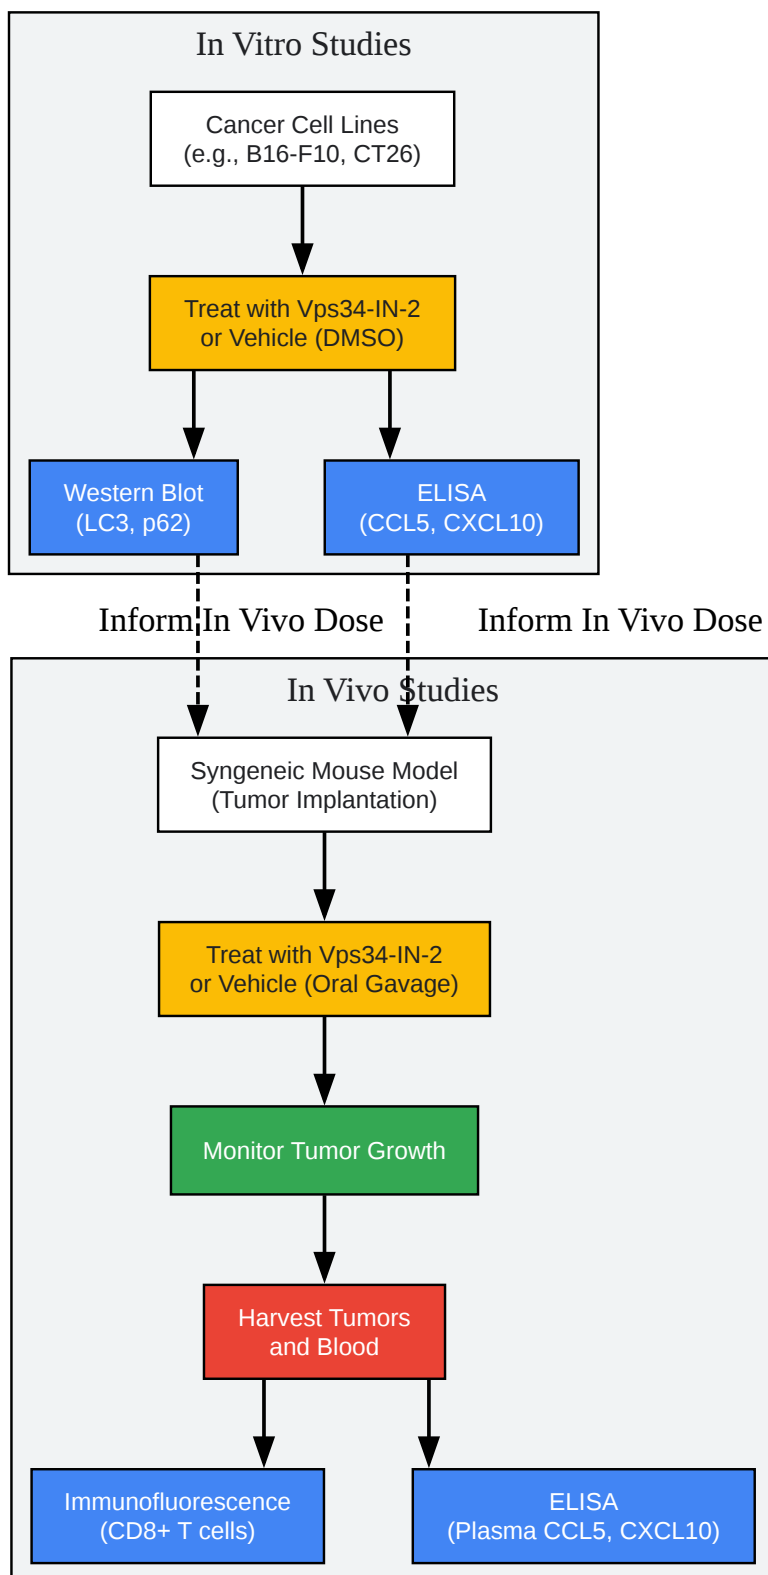 In Vitro Studies
Cancer Cell Lines
(e.g., B16-F10, CT26)
Treat with Vps34-IN-2
or Vehicle (DMSO)
Western Blot
(LC3, p62)
ELISA
(CCL5, CXCL10)
Inform In Vivo Dose
Inform In Vivo Dose
In Vivo Studies
Syngeneic Mouse Model
(Tumor Implantation)
Treat with Vps34-IN-2
or Vehicle (Oral Gavage)
Monitor Tumor Growth
Harvest Tumors
and Blood
Immunofluorescence
(CD8+ T cells)
ELISA
(Plasma CCL5, CXCL10)